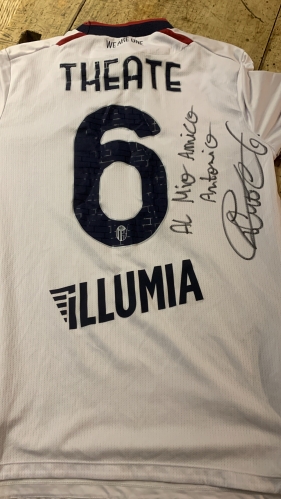 WE ARE ONE
THEATE
6
Al Mio Amico
Antonio
iLLUMIA